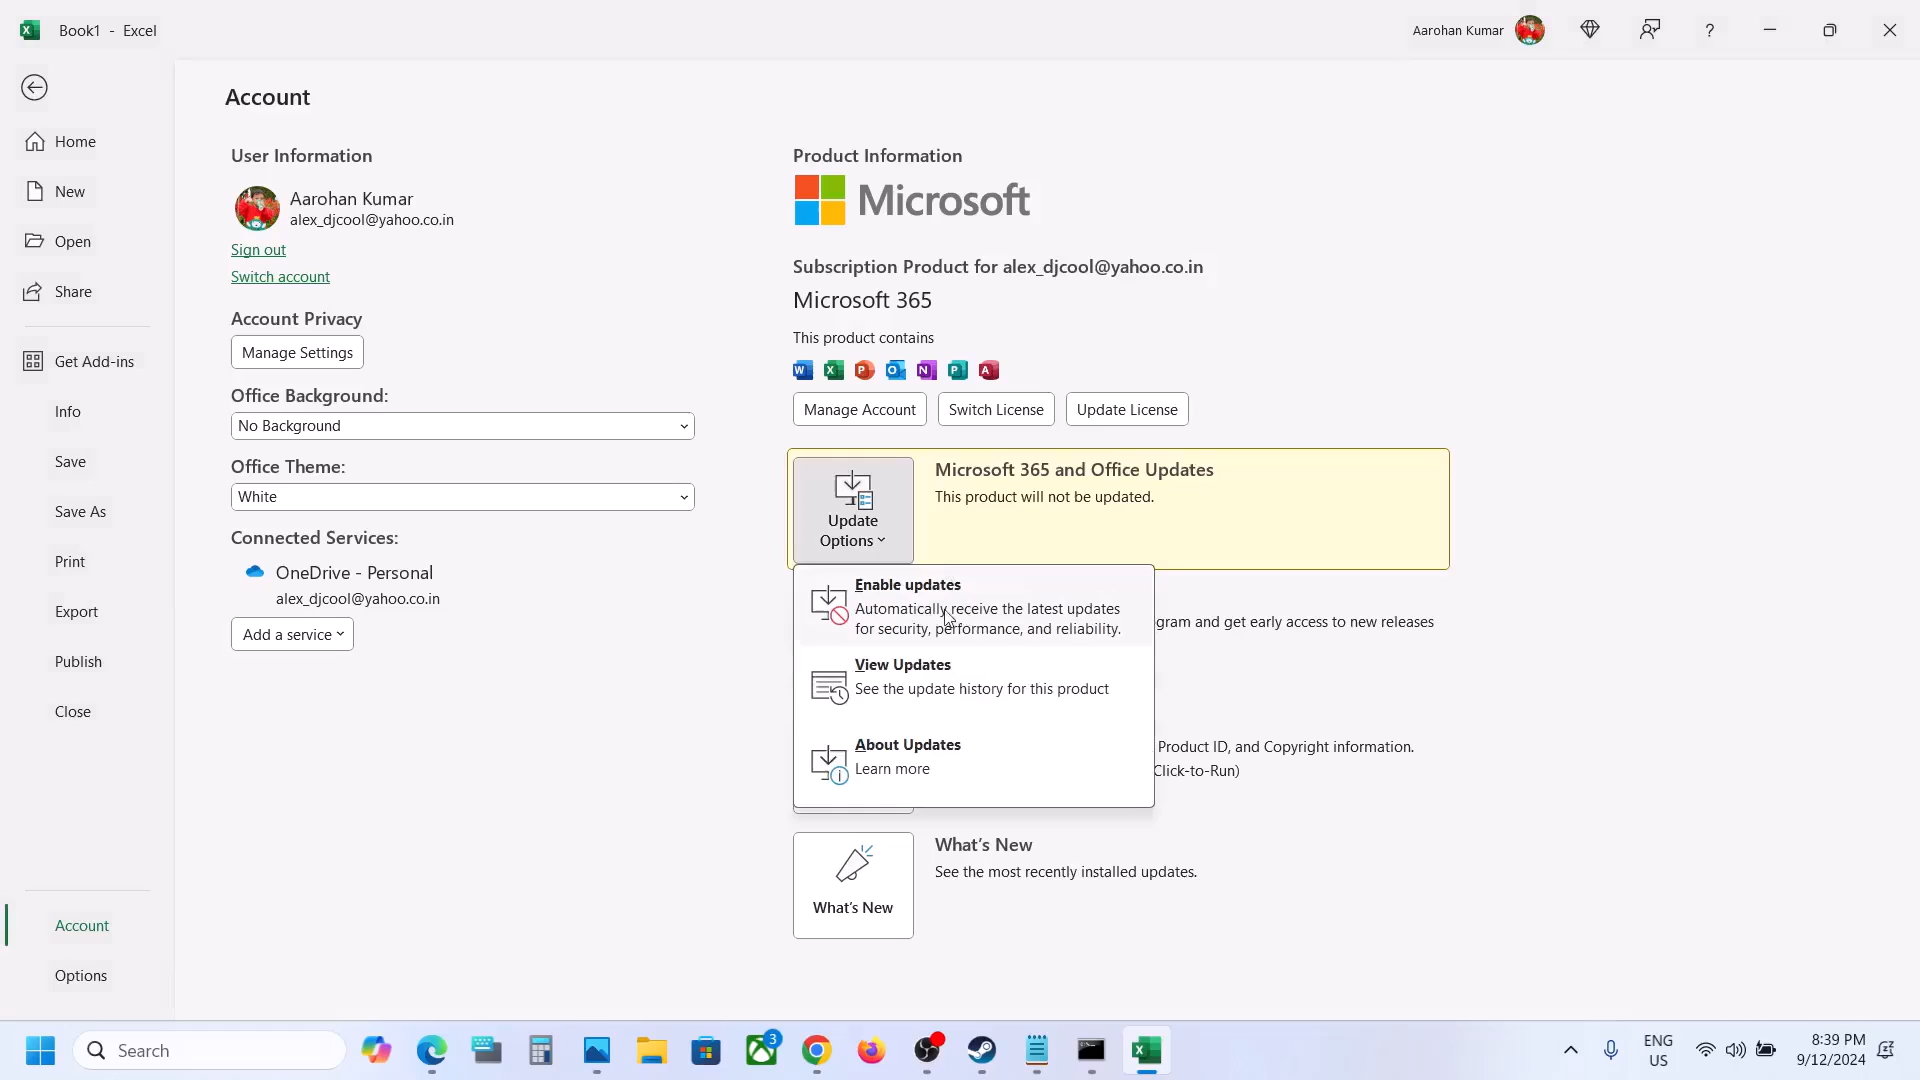 Book1 - Excel
Aarohan Kumar
?
Account
Home
New
Open
Share
Get Add-ins
Info
Save
Save As
Print
Export
Publish
Close
Account
Options
User Information
Aarohan Kumar
alex_djcool@yahoo.co.in
Sign out
Switch account
Account Privacy
Manage Settings
Office Background:
No Background
Office Theme:
White
Connected Services:
OneDrive - Personal
alex_djcool@yahoo.co.in
Add a service
Product Information
Microsoft
Subscription Product for alex_djcool@yahoo.co.in
Microsoft 365
This product contains
W X P O N P A
Manage Account Switch License Update License
Update
Options
Microsoft 365 and Office Updates
This product will not be updated.
Enable updates
Automatically receive the latest updates
for security, performance, and reliability.
gram and get early access to new releases
View Updates
See the update history for this product
About Updates
Learn more
Product ID, and Copyright information.
Click-to-Run)
What's New
What's New
See the most recently installed updates.
Search
3
ENG
US
8:39 PM
9/12/2024